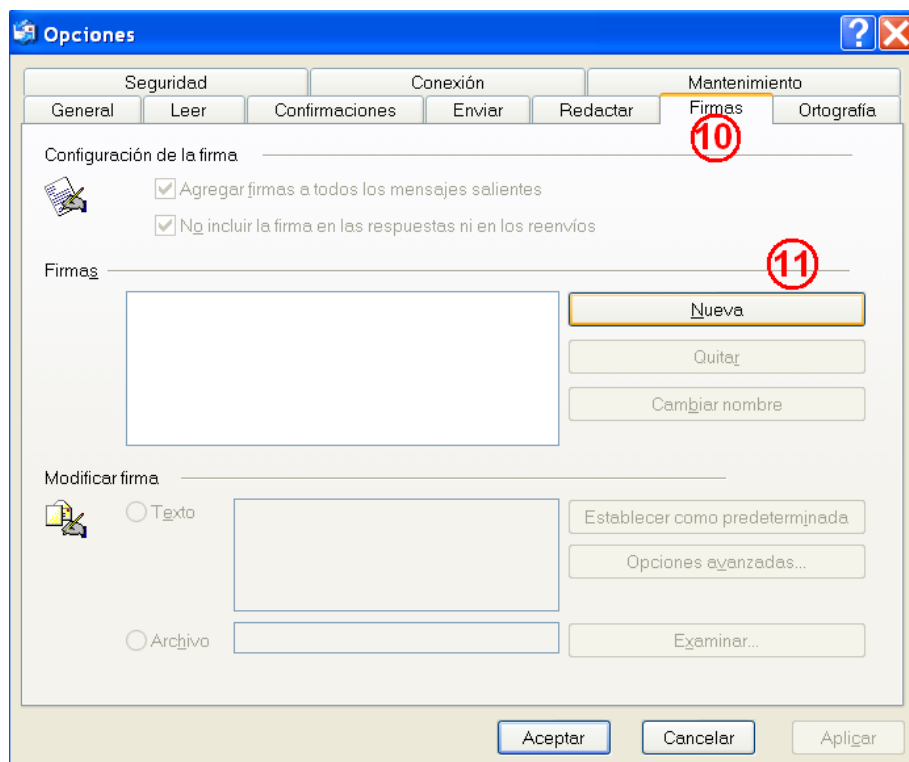 Opciones
Seguridad Conexión Mantenimiento
General Leer Confirmaciones Enviar Redactar Firmas Ortografía
10
Configuración de la firma
Agregar firmas a todos los mensajes salientes
No incluir la firma en las respuestas ni en los reenvíos
11
Firmas
Nueva
Quitar
Cambiar nombre
Modificar firma
Texto
Establecer como predeterminada
Opciones avanzadas...
Archivo
Examinar...
Aceptar Cancelar Aplicar